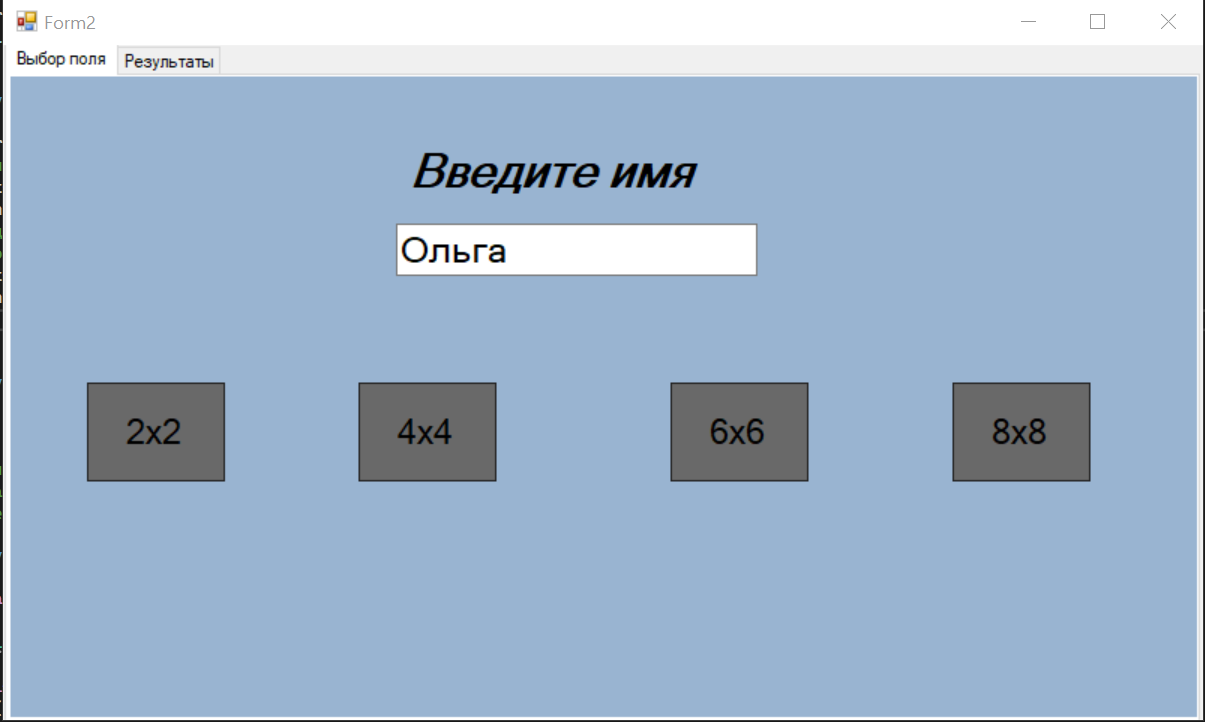 Form2
Выбор поля Результаты
Введите имя
Ольга
2x2 4x4 6x6 8x8